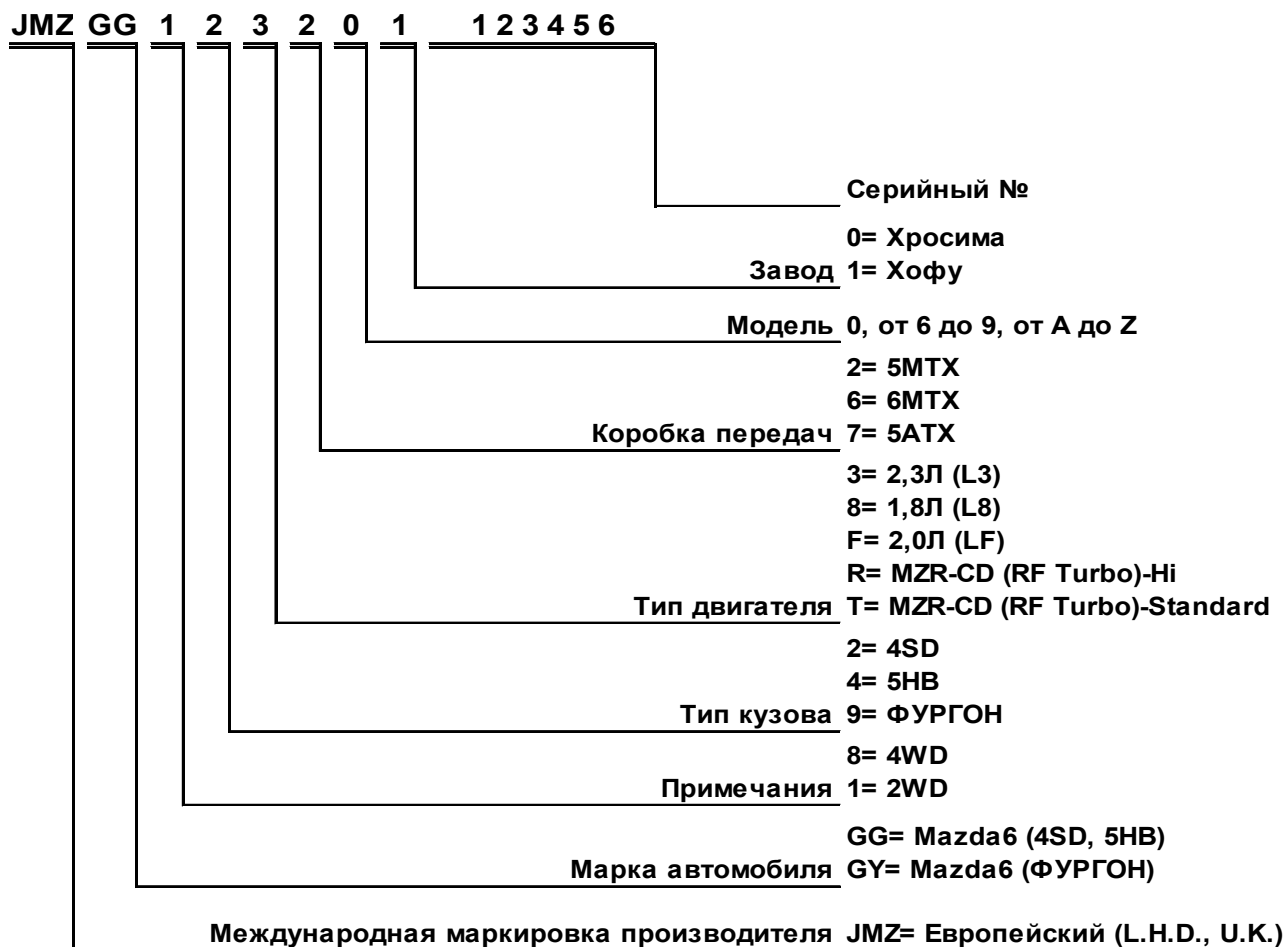 JMZ GG 1 2 3 2 0 1 1 2 3 4 5 6
Серийный №
0= Хросима
Завод 1= Хофу
Модель 0, от 6 до 9, от A до Z
2= 5MTX
6= 6MTX
Коробка передач 7= 5ATX
3= 2,3Л (L3)
8= 1,8Л (L8)
F= 2,0Л (LF)
R= MZR-CD (RF Turbo)-Hi
Тип двигателя T= MZR-CD (RF Turbo)-Standard
2= 4SD
4= 5HB
Тип кузова 9= ФУРГОН
8= 4WD
Примечания 1= 2WD
GG= Mazda6 (4SD, 5HB)
Марка автомобиля GY= Mazda6 (ФУРГОН)
Международная маркировка производителя JMZ= Европейский (L.H.D., U.K.)